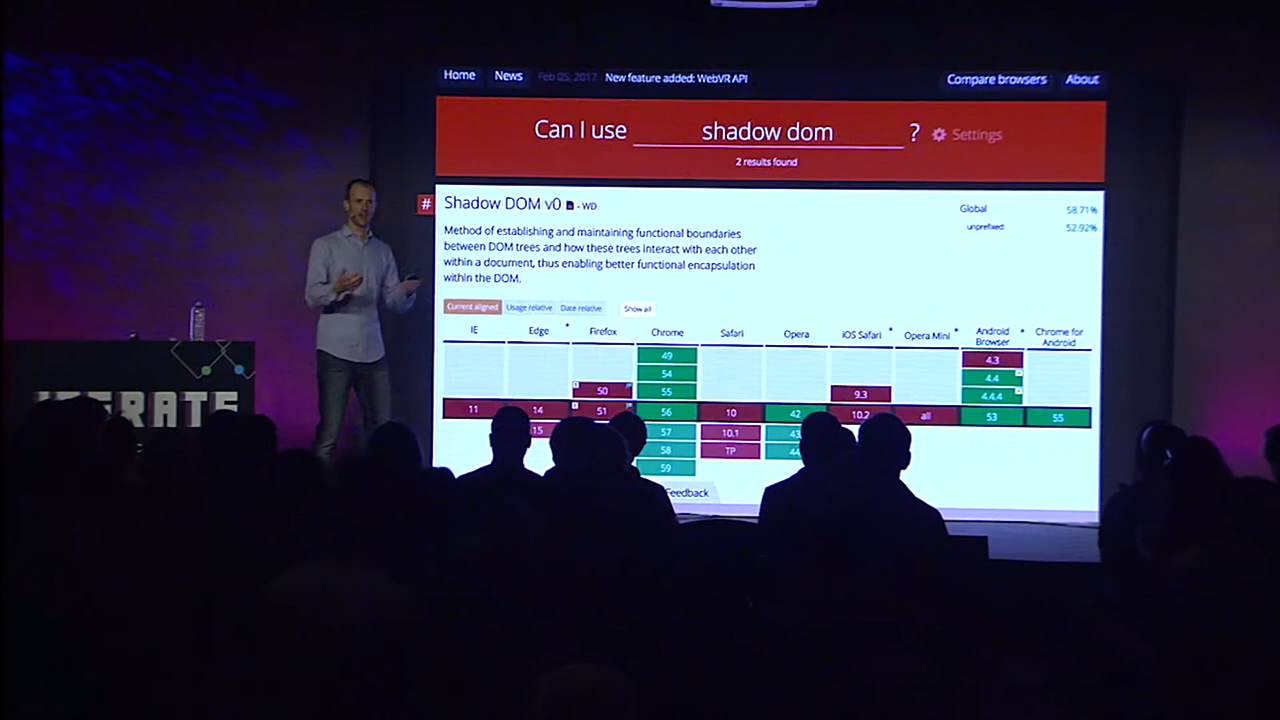 Home News Feb 05, 2017 New feature added: WebVR API Compare browsers About
Can I use shadow dom ? Settings
2 results found
# Shadow DOM v0 - WD
Global 58.71%
unprefixed: 52.92%
Method of establishing and maintaining functional boundaries
between DOM trees and how these trees interact with each other
within a document, thus enabling better functional encapsulation
within the DOM.
Current aligned Usage relative Date relative Show all
IE Edge * Firefox Chrome Safari Opera iOS Safari * Opera Mini * Android Browser * Chrome for Android
49 4.3
54 4.4
50 55 9.3 4.4.4
11 14 51 56 10 42 10.2 all 53 55
15 57 10.1 43
58 TP 44
59
Feedback